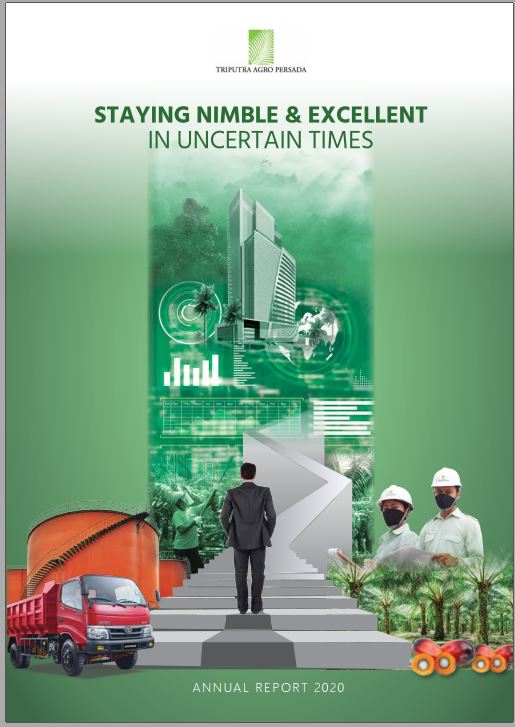 TRIPUTRA AGRO PERSADA
STAYING NIMBLE & EXCELLENT
IN UNCERTAIN TIMES
ANNUAL REPORT 2020